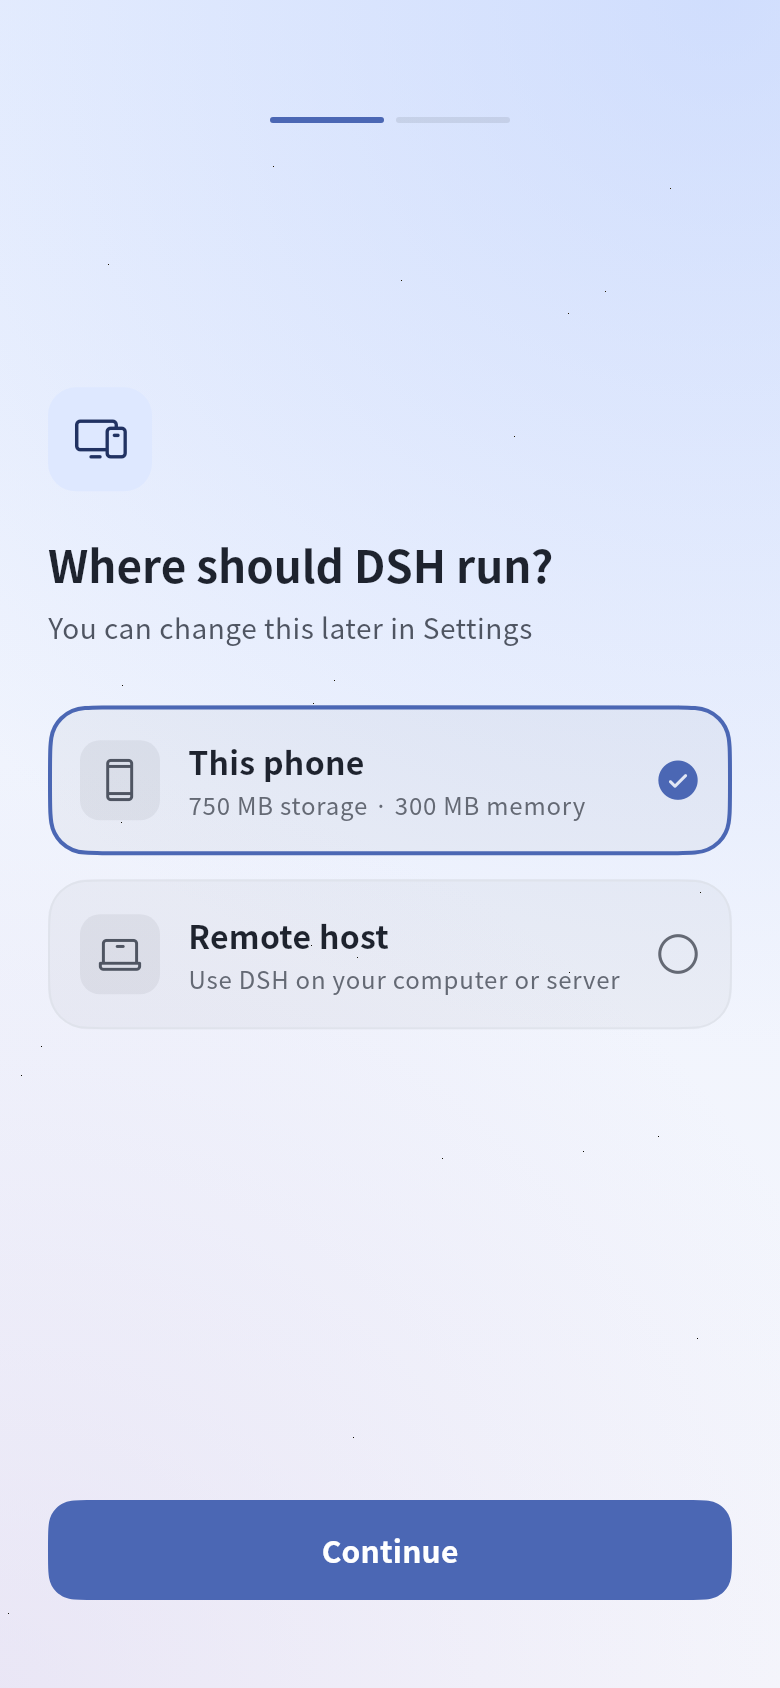 Where should DSH run?
You can change this later in Settings
This phone
750 MB storage · 300 MB memory
Remote host
Use DSH on your computer or server
Continue